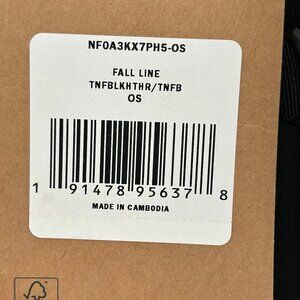 NF0A3KX7PH5-OS
FALL LINE
TNFBLKHTHR/TNFB
OS
1 91478 95637 8
MADE IN CAMBODIA